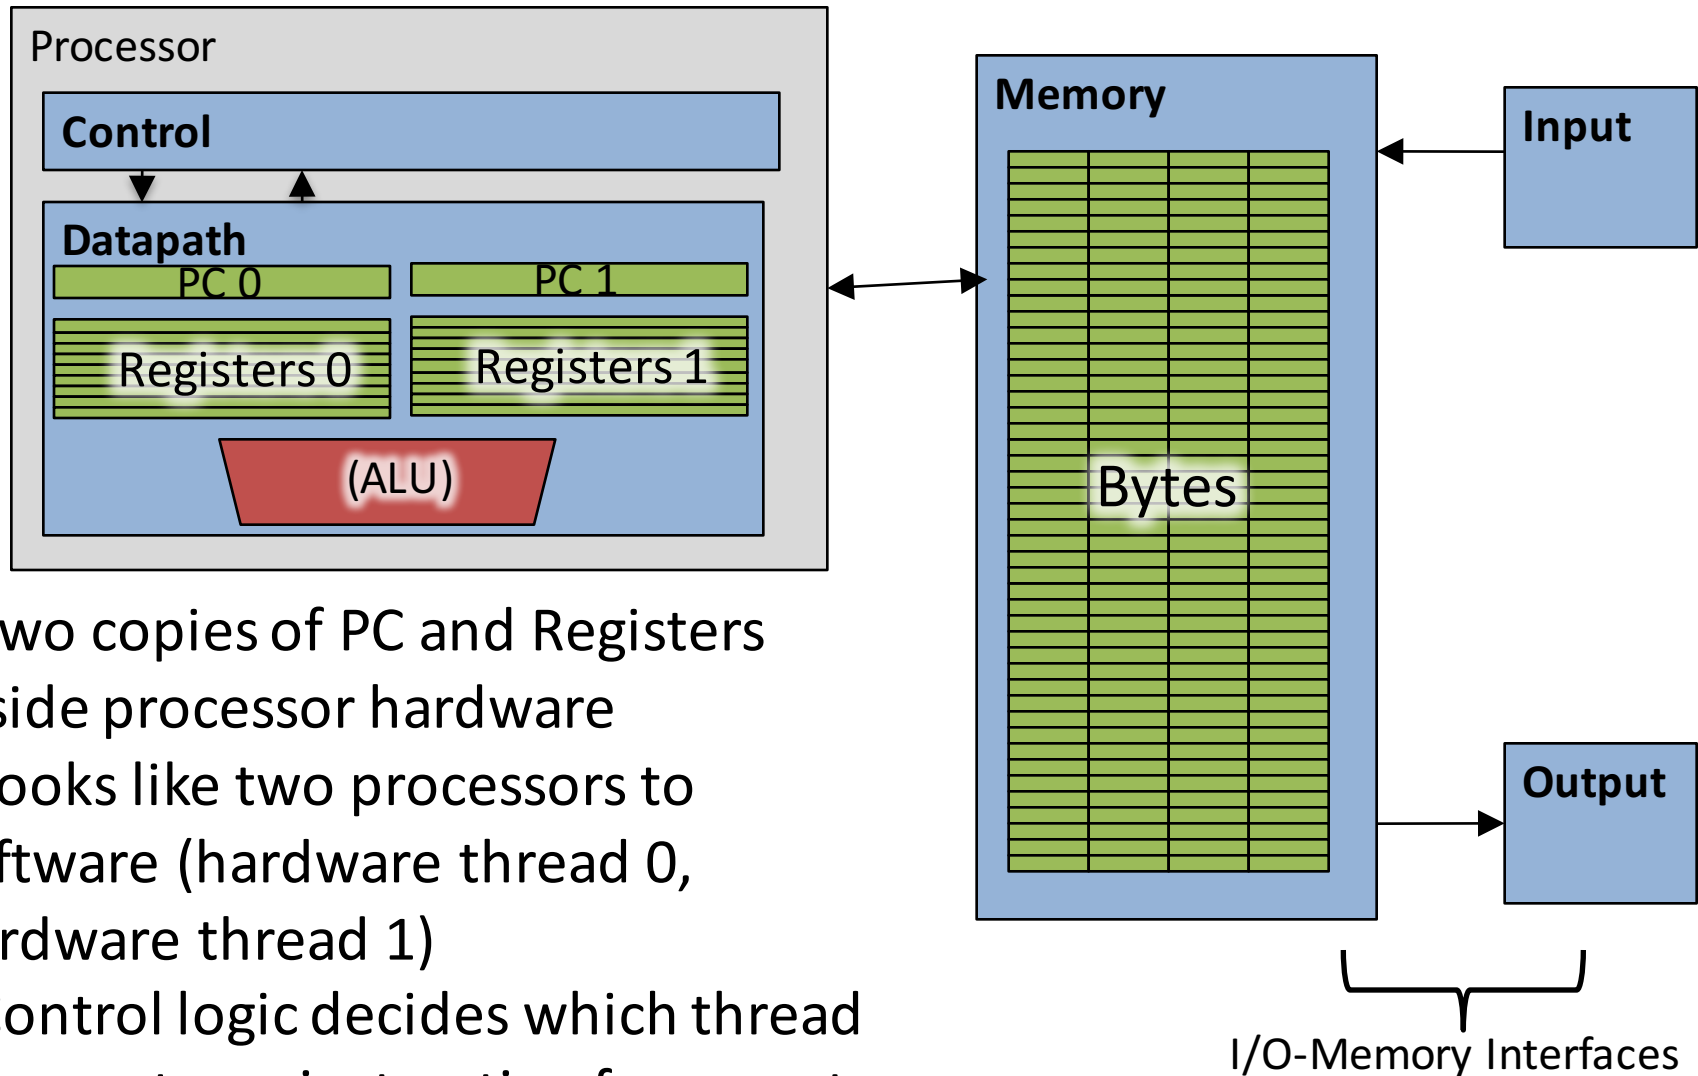 Processor
Control
Datapath
PC 0
PC 1
Registers 0
Registers 1
(ALU)
Memory
Bytes
Input
Output
I/O-Memory Interfaces
wo copies of PC and Registers
side processor hardware
ooks like two processors to
ftware (hardware thread 0,
rdware thread 1)
ontrol logic decides which thread